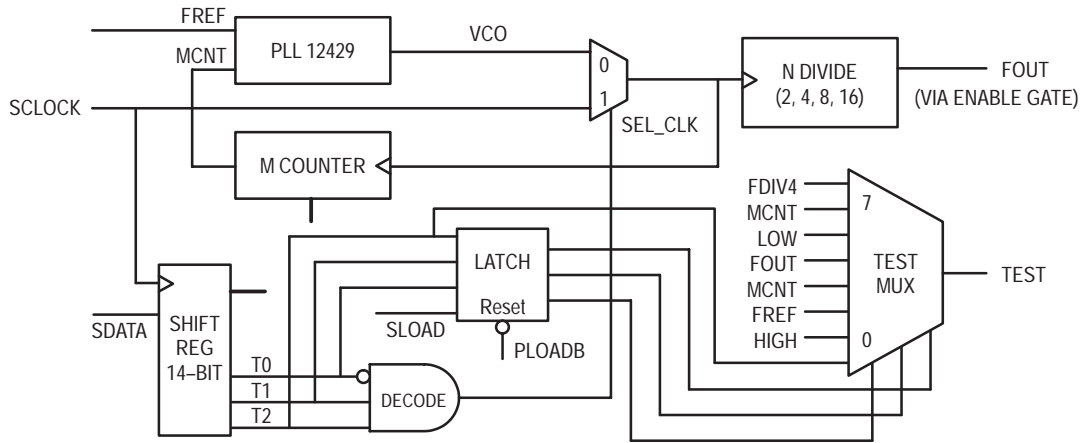 FREF
VCO
PLL 12429
MCNT
0
1
N DIVIDE
(2, 4, 8, 16)
FOUT
(VIA ENABLE GATE)
SCLOCK
SEL_CLK
M COUNTER
FDIV4
7
MCNT
LOW
FOUT
MCNT
FREF
HIGH
0
TEST
MUX
TEST
LATCH
Reset
SLOAD
PLOADB
SDATA
SHIFT
REG
14–BIT
T0
T1
T2
DECODE